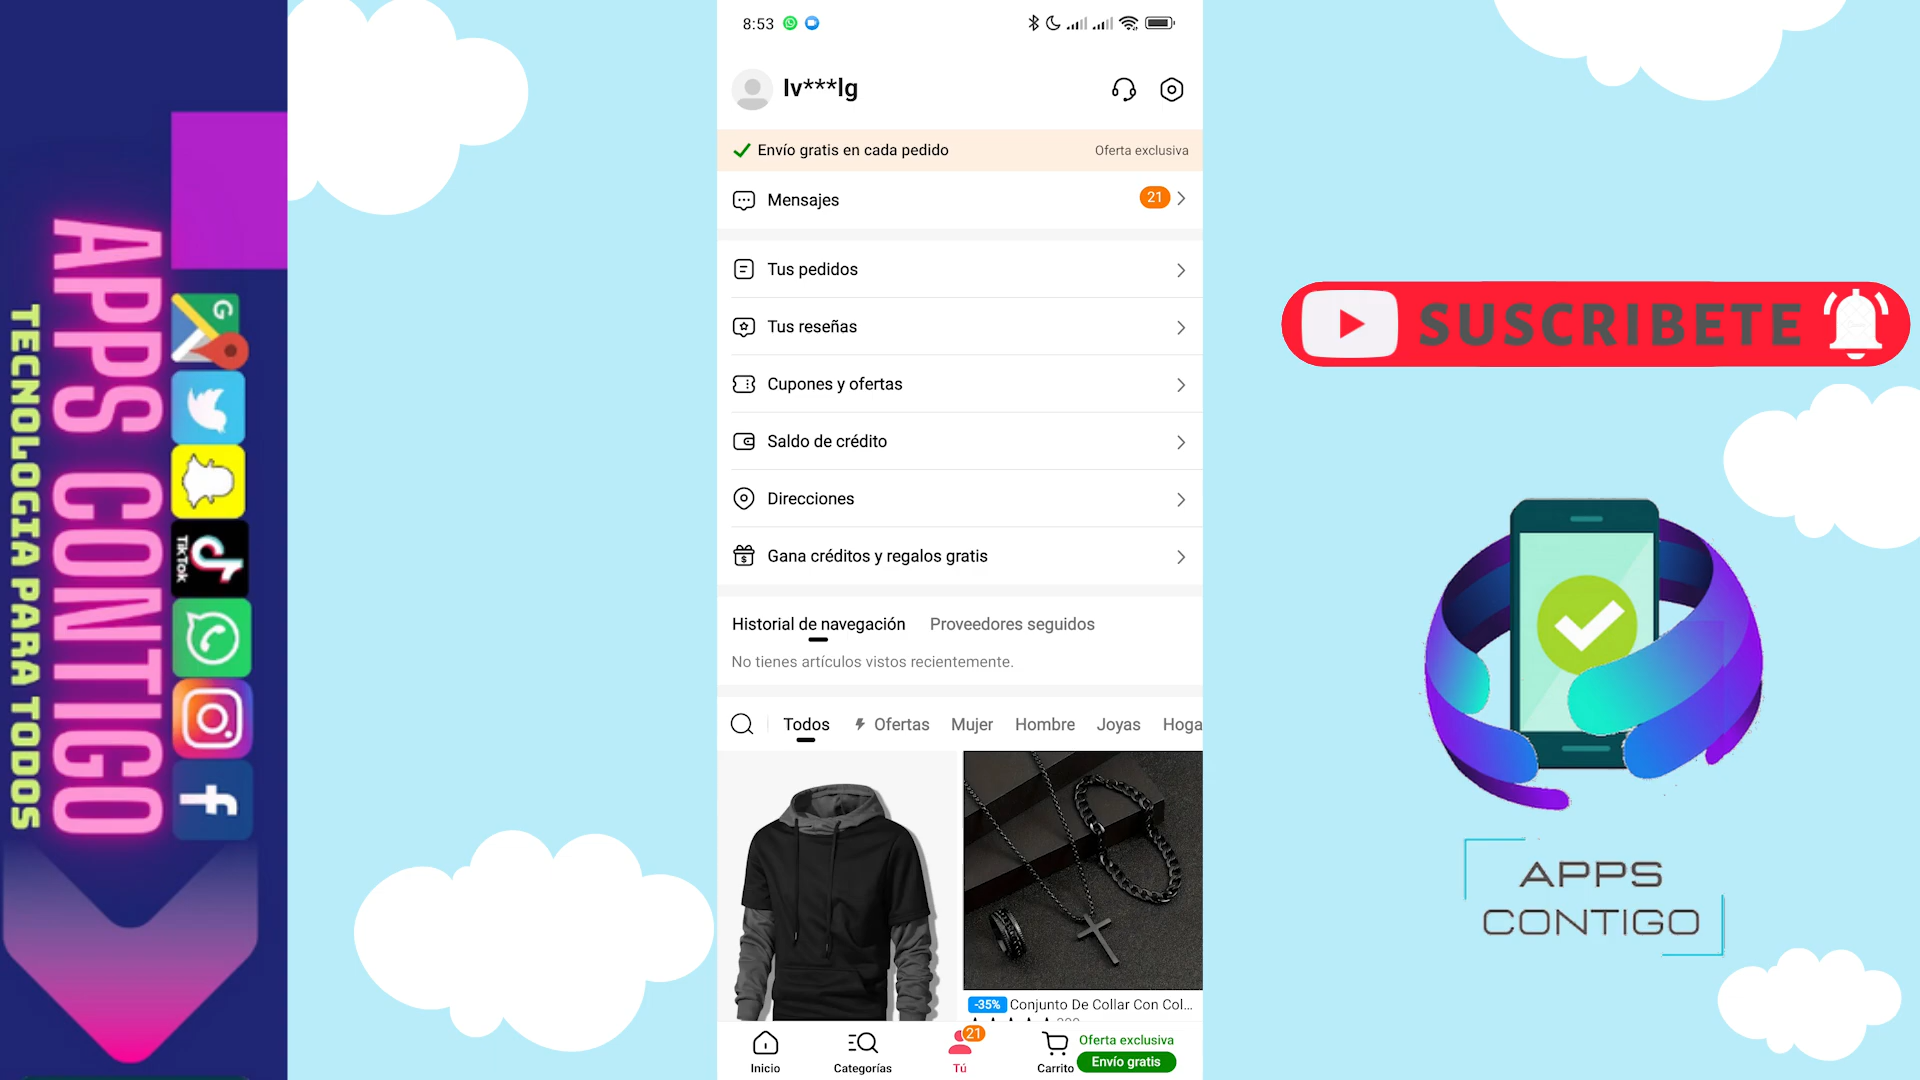 APPS CONTIGO
TECNOLOGIA PARA TODOS
G
TikTok
8:53
lv***lg
Envío gratis en cada pedido
Oferta exclusiva
Mensajes
21
Tus pedidos
Tus reseñas
Cupones y ofertas
Saldo de crédito
Direcciones
Gana créditos y regalos gratis
Historial de navegación
Proveedores seguidos
No tienes artículos vistos recientemente.
Todos
Ofertas
Mujer
Hombre
Joyas
Hoga
-35% Conjunto De Collar Con Col...
Inicio
Categorías
21
Tú
Carrito
Oferta exclusiva
Envío gratis
SUSCRIBETE
APPS
CONTIGO